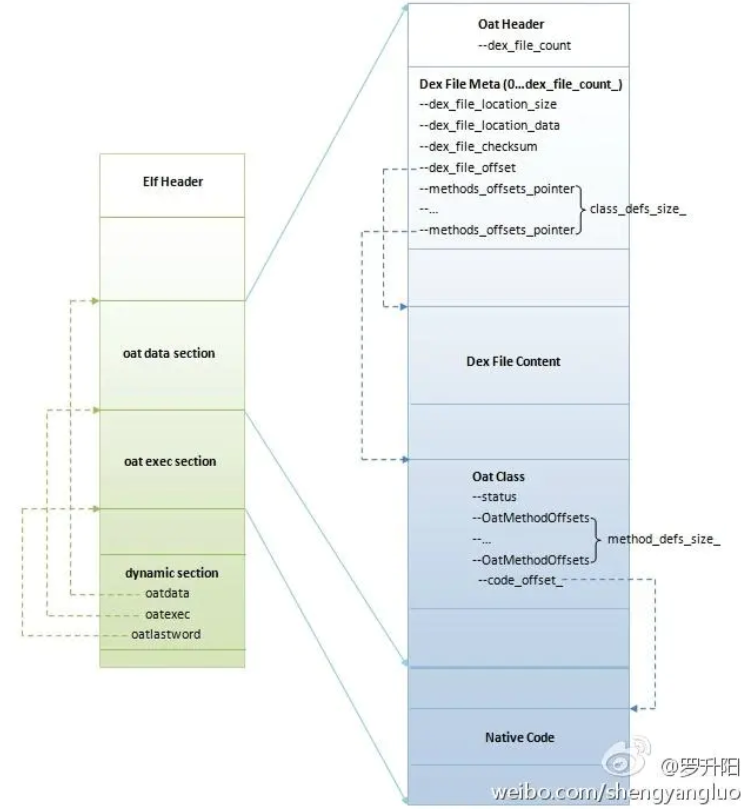 Elf Header
oat data section
oat exec section
dynamic section
oatdata
oatexec
oatlastword
Oat Header
--dex_file_count
Dex File Meta (0...dex_file_count_)
--dex_file_location_size
--dex_file_location_data
--dex_file_checksum
--dex_file_offset
--methods_offsets_pointer
--...
--methods_offsets_pointer
class_defs_size_
Dex File Content
Oat Class
--status
--OatMethodOffsets
--...
--OatMethodOffsets
--code_offset_
method_defs_size_
Native Code
@罗升阳
weibo.com/shengyangluo